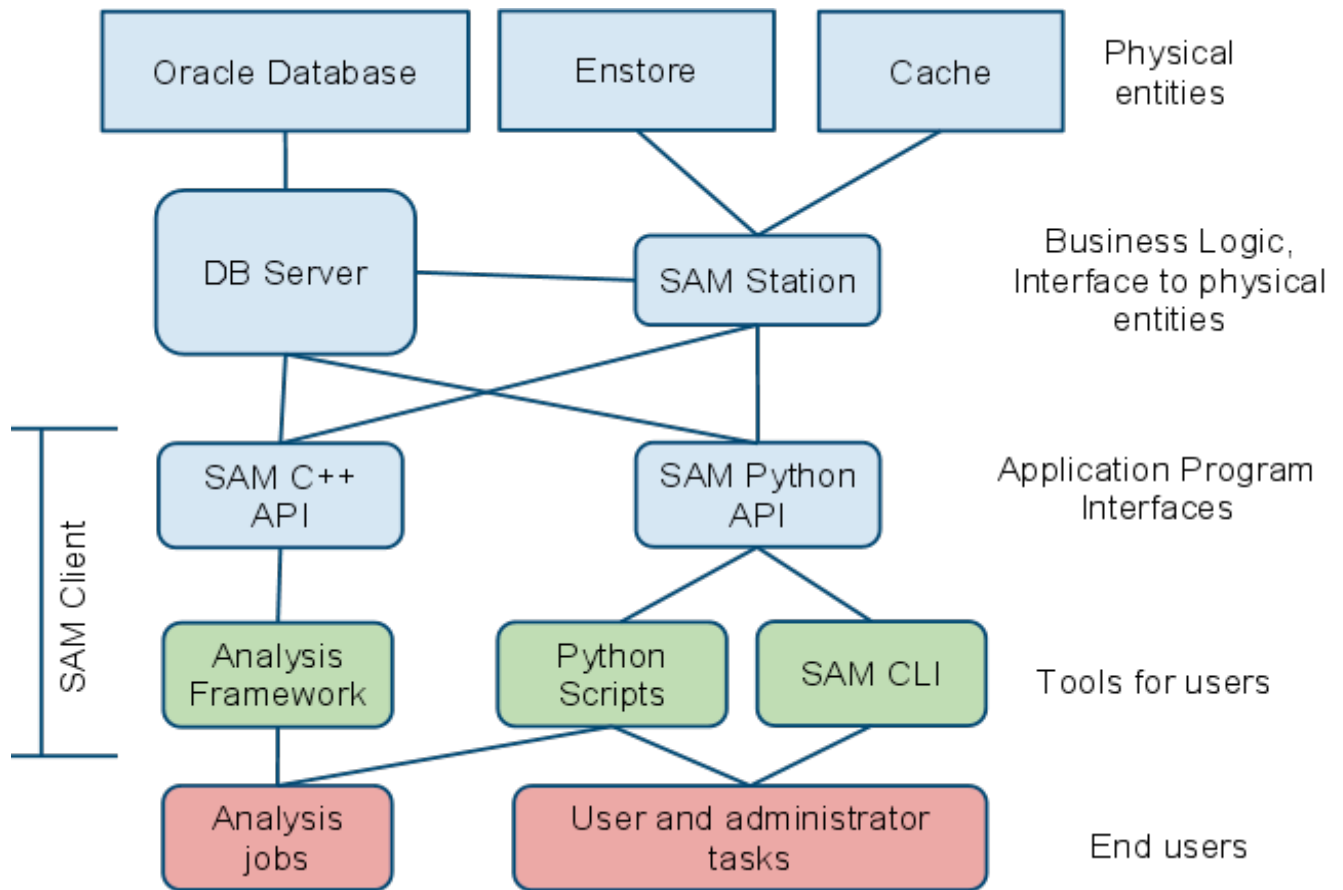 Oracle Database
Enstore
Cache
Physical
entities
DB Server
SAM Station
Business Logic,
Interface to physical
entities
SAM Client
SAM C++
API
SAM Python
API
Application Program
Interfaces
Analysis
Framework
Python
Scripts
SAM CLI
Tools for users
Analysis
jobs
User and administrator
tasks
End users